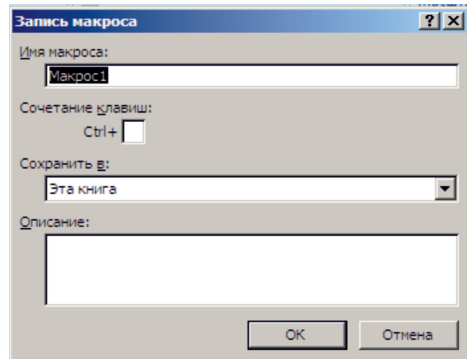 Запись макроса
Имя макроса:
Макрос1
Сочетание клавиш:
Ctrl+
Сохранить в:
Эта книга
Описание:
ОК Отмена